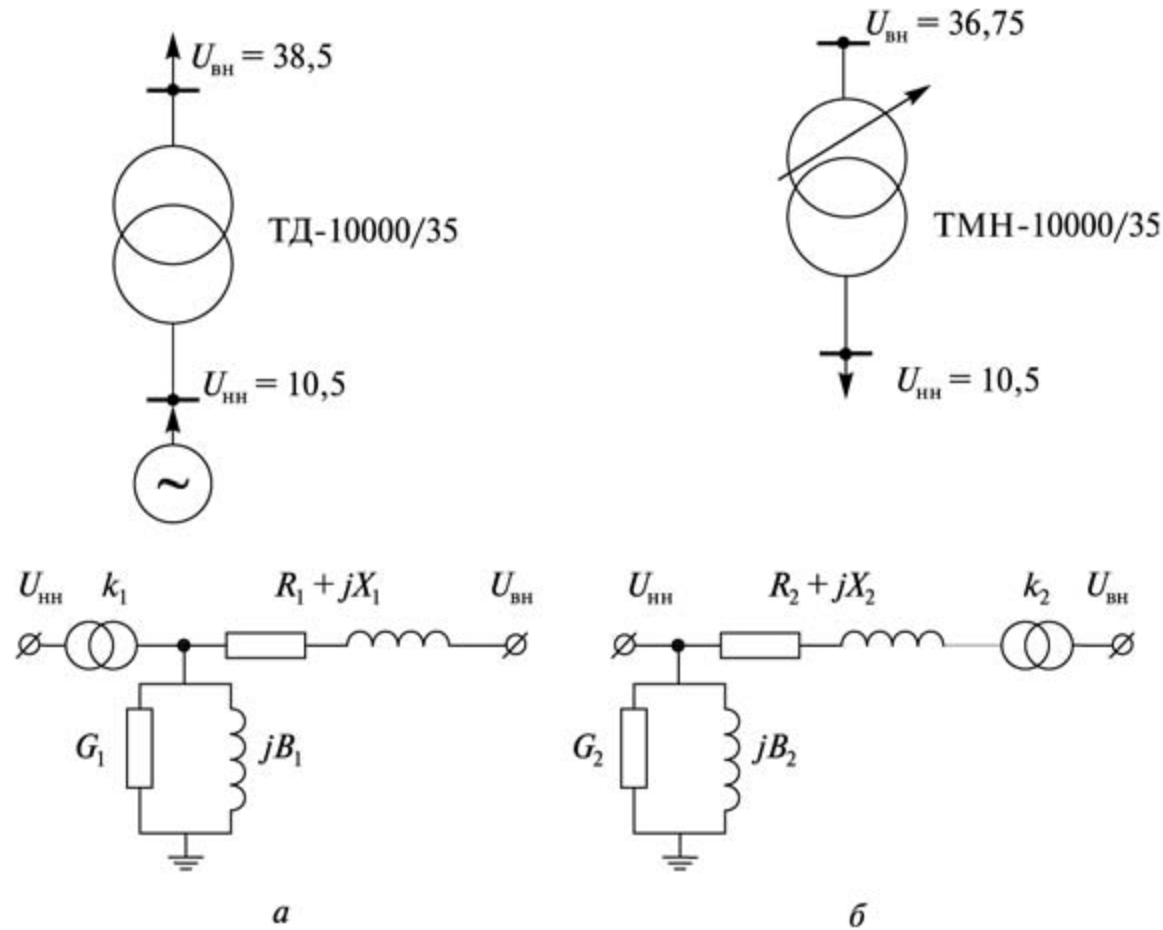 U_вн = 38,5
ТД-10000/35
U_нн = 10,5
~
U_вн = 36,75
ТМН-10000/35
U_нн = 10,5
U_нн k_1 R_1 + jX_1 U_вн
G_1 jB_1
а
U_нн R_2 + jX_2 k_2 U_вн
G_2 jB_2
б